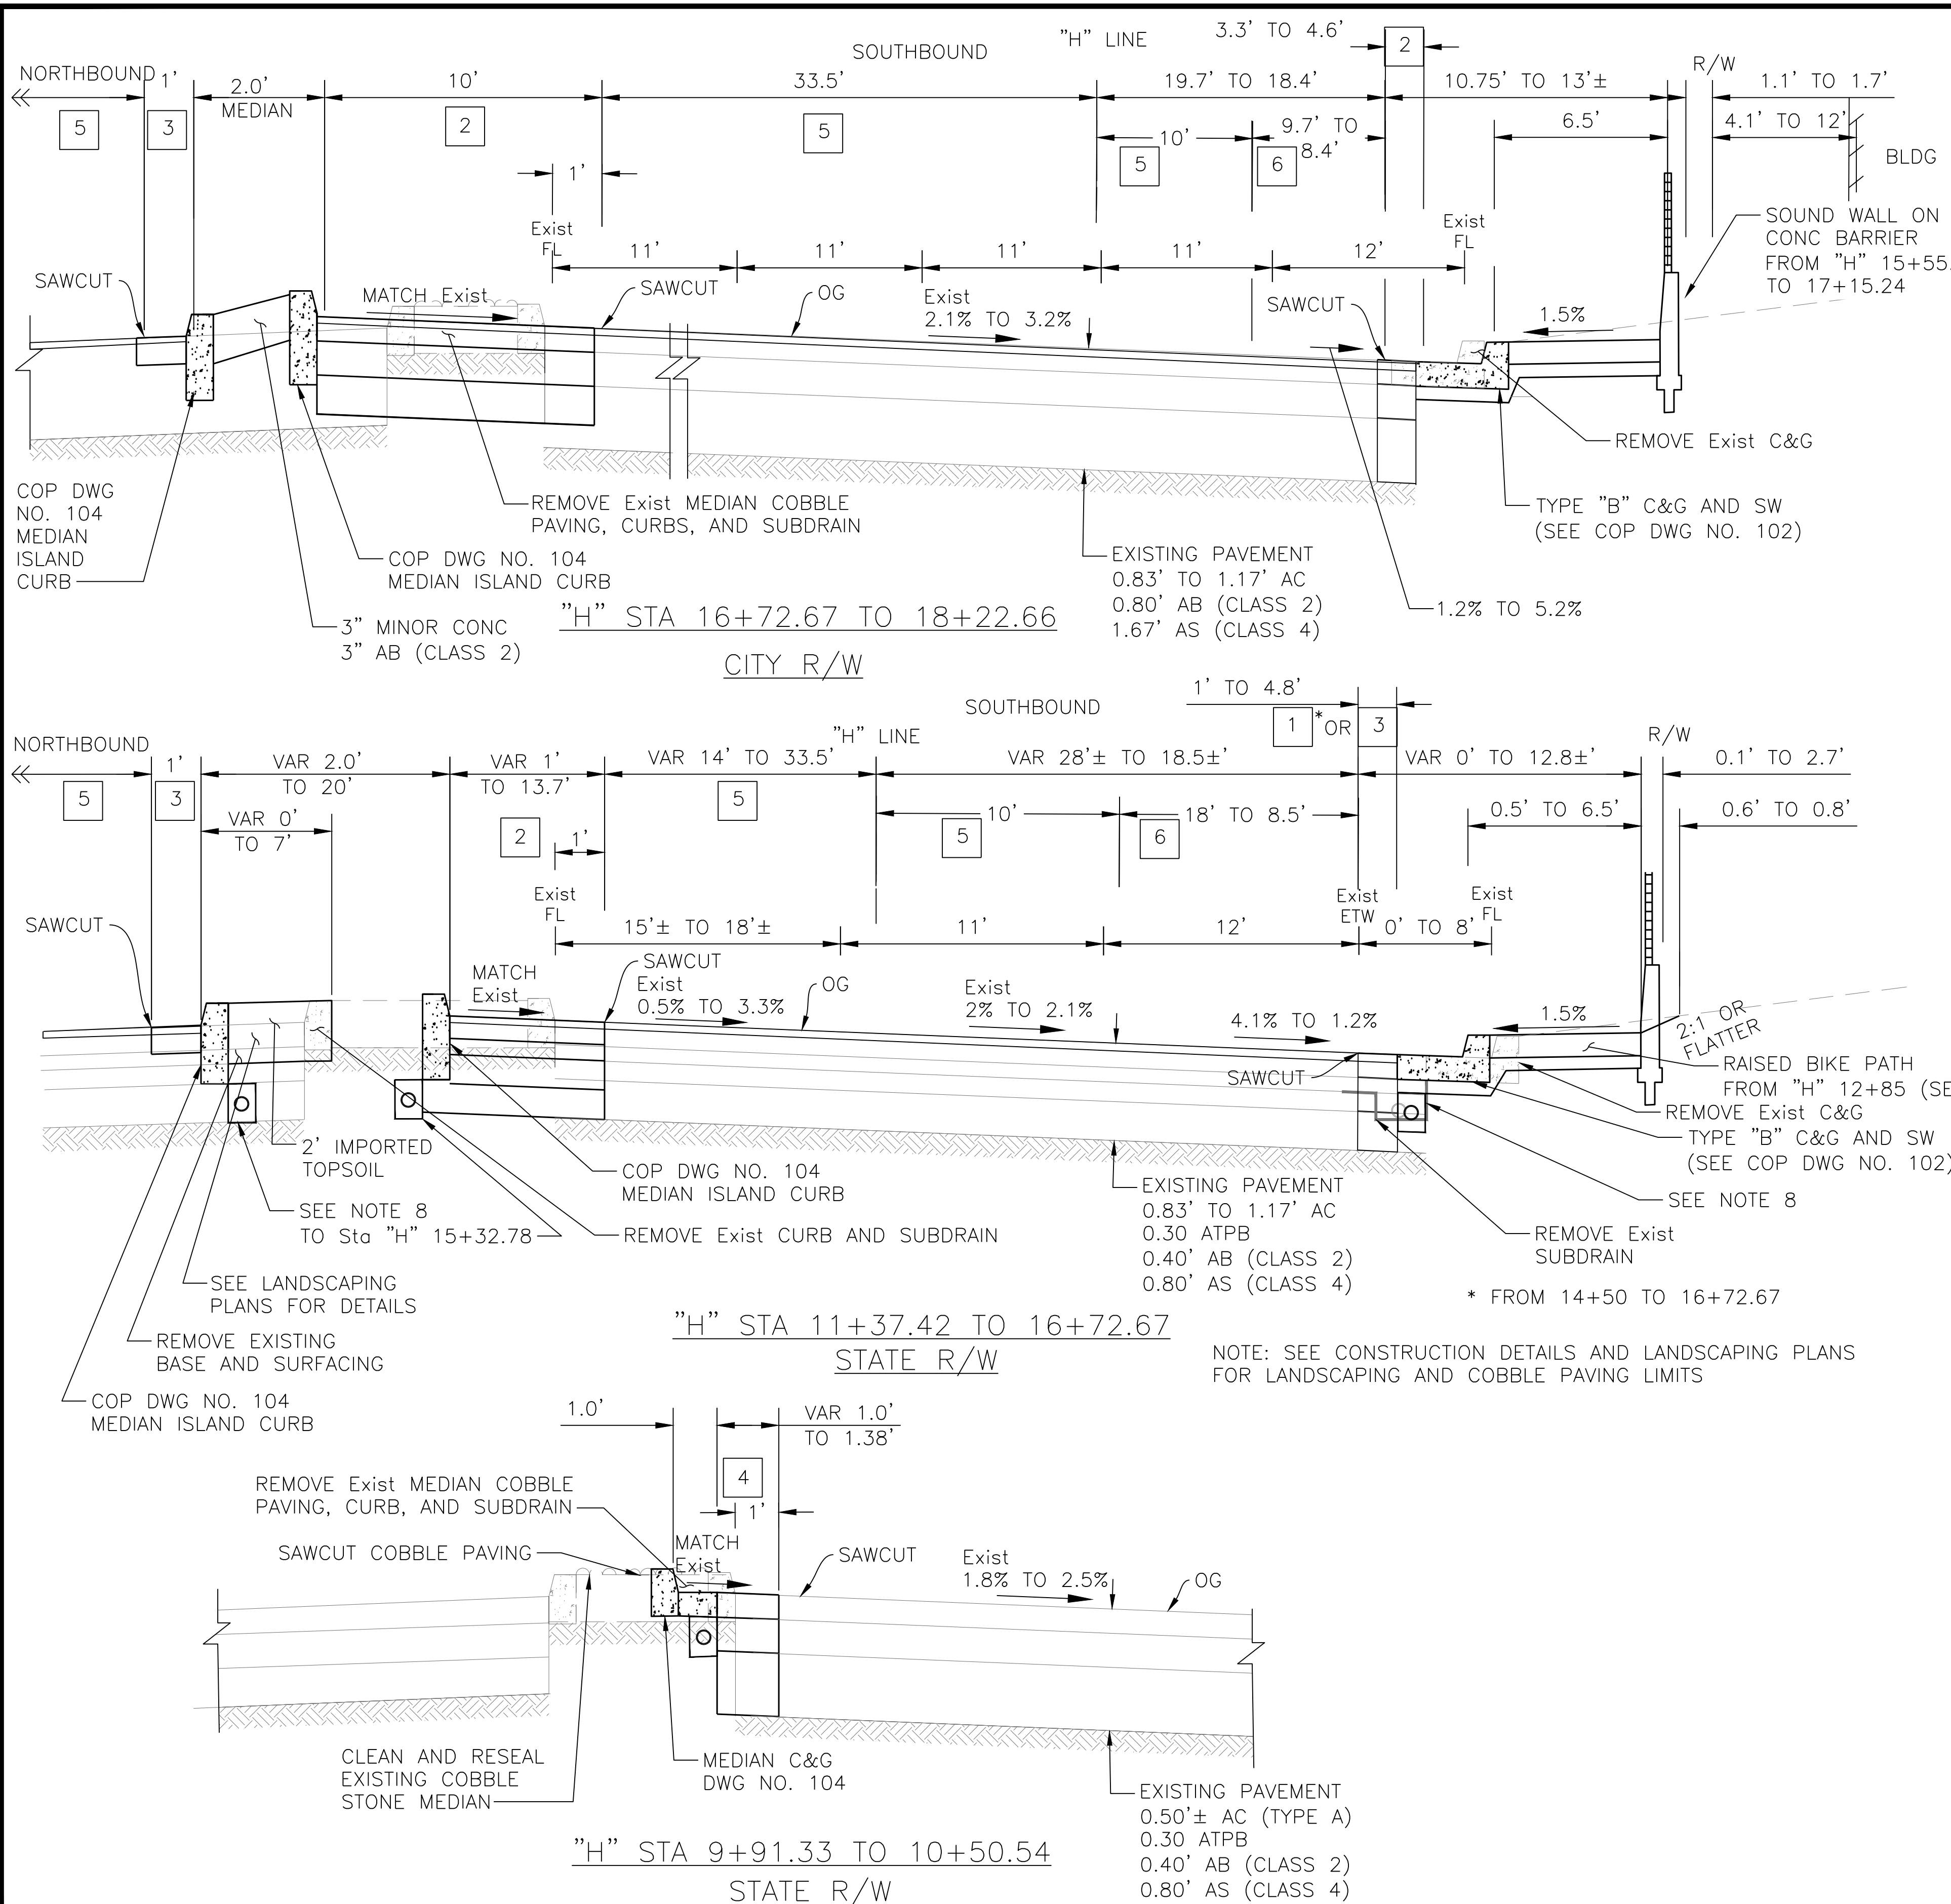 "H" LINE
3.3' TO 4.6'
2
SOUTHBOUND
R/W
NORTHBOUND
1'
2.0'
MEDIAN
10'
33.5'
19.7' TO 18.4'
10.75' TO 13'±
1.1' TO 1.7'
5
3
2
5
10'
9.7' TO
8.4'
6.5'
4.1' TO 12'
5
6
BLDG
1'
Exist
FL
11'
11'
11'
11'
12'
Exist
FL
SOUND WALL ON
CONC BARRIER
FROM "H" 15+55.
TO 17+15.24
SAWCUT
MATCH Exist
SAWCUT
OG
Exist
2.1% TO 3.2%
SAWCUT
1.5%
REMOVE Exist C&G
COP DWG
NO. 104
MEDIAN
ISLAND
CURB
REMOVE Exist MEDIAN COBBLE
PAVING, CURBS, AND SUBDRAIN
TYPE "B" C&G AND SW
(SEE COP DWG NO. 102)
COP DWG NO. 104
MEDIAN ISLAND CURB
EXISTING PAVEMENT
0.83' TO 1.17' AC
0.80' AB (CLASS 2)
1.67' AS (CLASS 4)
1.2% TO 5.2%
3" MINOR CONC
3" AB (CLASS 2)
"H" STA 16+72.67 TO 18+22.66
CITY R/W
1' TO 4.8'
1 * OR 3
SOUTHBOUND
"H" LINE
R/W
NORTHBOUND
1'
VAR 2.0'
TO 20'
VAR 1'
TO 13.7'
VAR 14' TO 33.5'
VAR 28'± TO 18.5±'
VAR 0' TO 12.8±'
0.1' TO 2.7'
5
3
2
5
VAR 0'
TO 7'
1'
10'
18' TO 8.5'
0.5' TO 6.5'
0.6' TO 0.8'
5
6
Exist
FL
Exist
ETW
Exist
FL
15'± TO 18'±
11'
12'
0' TO 8'
SAWCUT
MATCH
Exist
SAWCUT
Exist
0.5% TO 3.3%
OG
Exist
2% TO 2.1%
4.1% TO 1.2%
1.5%
2:1 OR
FLATTER
SAWCUT
RAISED BIKE PATH
FROM "H" 12+85 (SE
REMOVE Exist C&G
TYPE "B" C&G AND SW
(SEE COP DWG NO. 102)
2' IMPORTED
TOPSOIL
COP DWG NO. 104
MEDIAN ISLAND CURB
EXISTING PAVEMENT
0.83' TO 1.17' AC
0.30 ATPB
0.40' AB (CLASS 2)
0.80' AS (CLASS 4)
SEE NOTE 8
SEE NOTE 8
TO Sta "H" 15+32.78
REMOVE Exist CURB AND SUBDRAIN
REMOVE Exist
SUBDRAIN
SEE LANDSCAPING
PLANS FOR DETAILS
* FROM 14+50 TO 16+72.67
REMOVE EXISTING
BASE AND SURFACING
"H" STA 11+37.42 TO 16+72.67
STATE R/W
NOTE: SEE CONSTRUCTION DETAILS AND LANDSCAPING PLANS
FOR LANDSCAPING AND COBBLE PAVING LIMITS
COP DWG NO. 104
MEDIAN ISLAND CURB
1.0'
VAR 1.0'
TO 1.38'
4
1'
REMOVE Exist MEDIAN COBBLE
PAVING, CURB, AND SUBDRAIN
SAWCUT COBBLE PAVING
MATCH
Exist
SAWCUT
Exist
1.8% TO 2.5%
OG
CLEAN AND RESEAL
EXISTING COBBLE
STONE MEDIAN
MEDIAN C&G
DWG NO. 104
EXISTING PAVEMENT
0.50'± AC (TYPE A)
0.30 ATPB
0.40' AB (CLASS 2)
0.80' AS (CLASS 4)
"H" STA 9+91.33 TO 10+50.54
STATE R/W